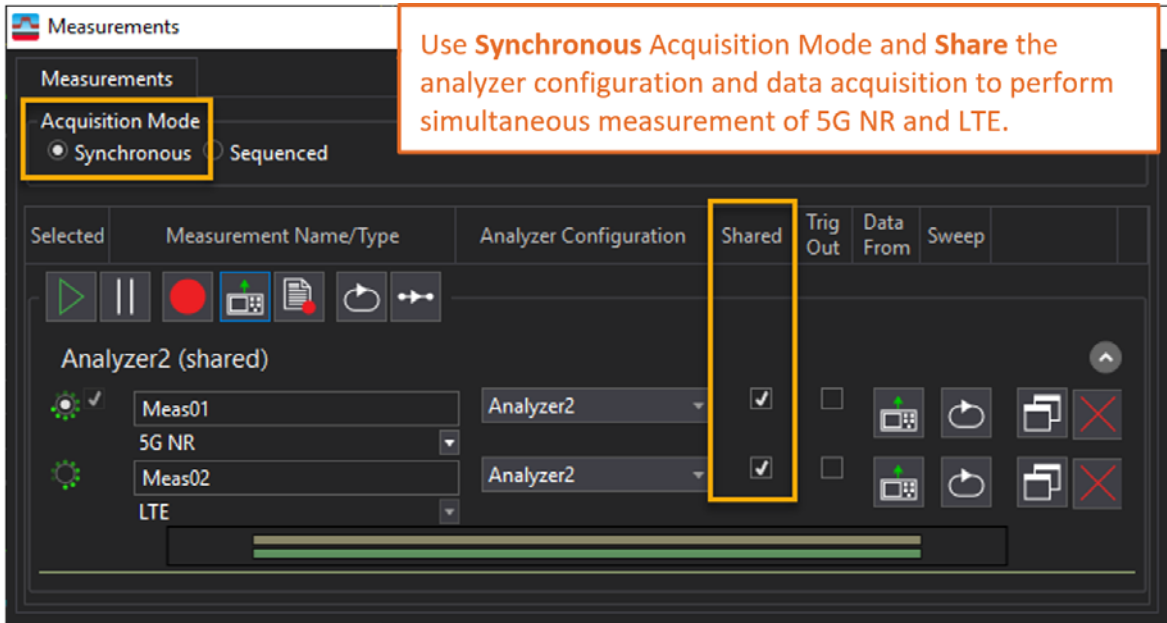 Measurements
Use Synchronous Acquisition Mode and Share the
analyzer configuration and data acquisition to perform
simultaneous measurement of 5G NR and LTE.
Measurements
Acquisition Mode
Synchronous Sequenced
Selected Measurement Name/Type Analyzer Configuration Shared Trig Out Data From Sweep
Analyzer2 (shared)
Meas01 Analyzer2
5G NR
Meas02 Analyzer2
LTE